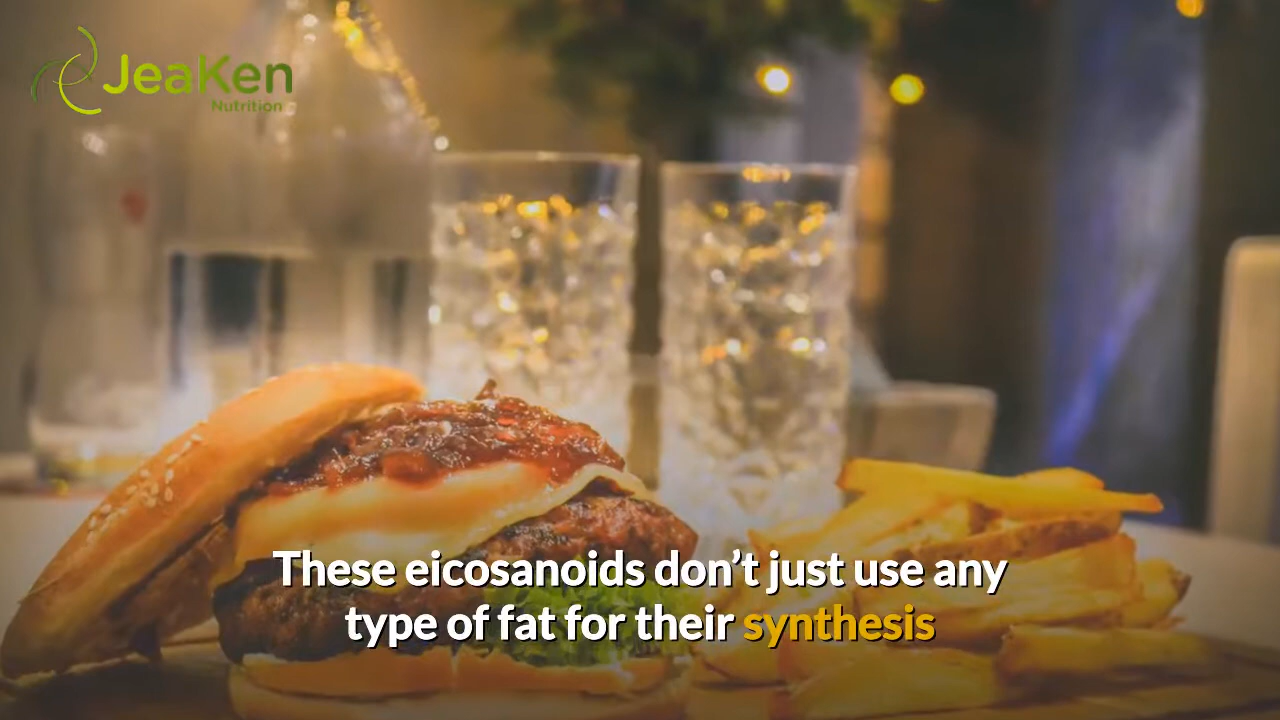 JeaKen
Nutrition
These eicosanoids don’t just use any
type of fat for their synthesis